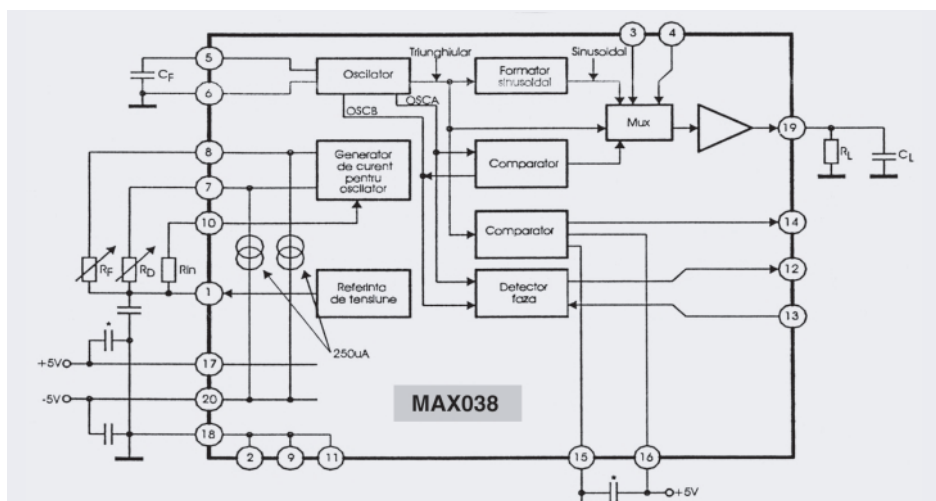 3
4
5
Triunghiular
Sinusoidal
C_F
Oscilator
Formator
sinusoidal
6
OSCA
OSCB
Mux
19
8
Generator
de curent
pentru
oscilator
Comparator
R_L
C_L
7
10
Comparator
14
R_F
R_D
Rin
12
1
Referinta
de tensiune
Detector
faza
13
*
250uA
+5V
17
-5V
20
MAX038
18
2
9
11
15
16
*
+5V